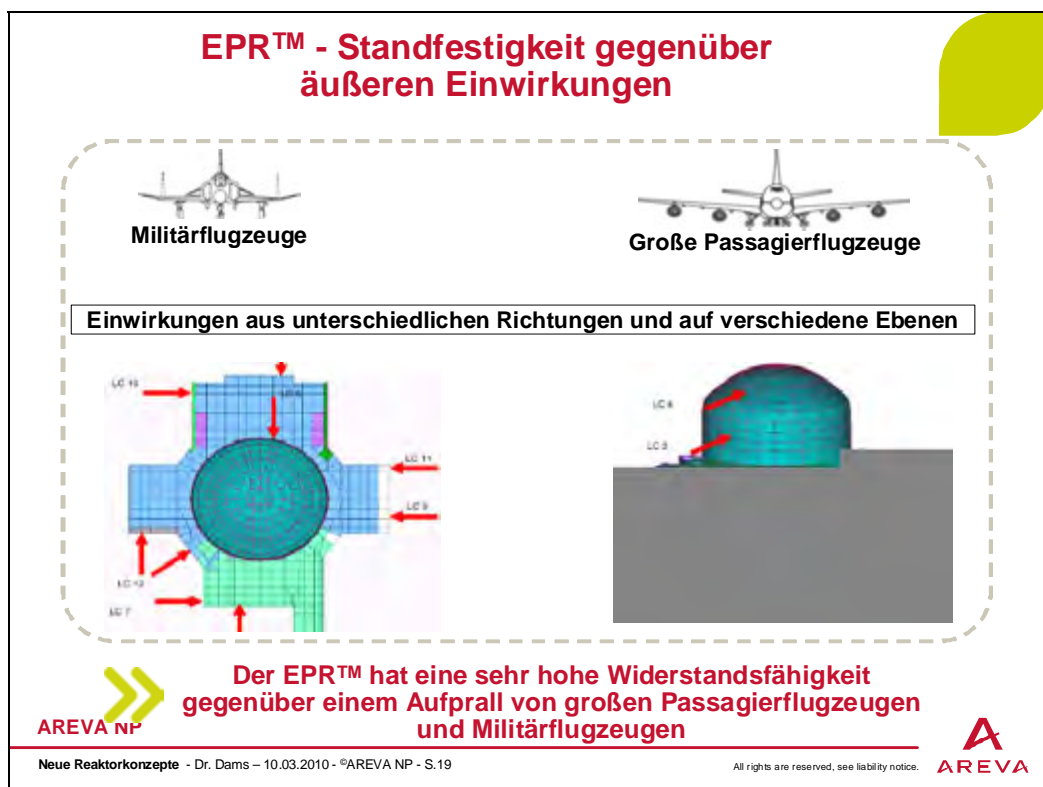 EPR™ - Standfestigkeit gegenüber
äußeren Einwirkungen
Militärflugzeuge
Große Passagierflugzeuge
Einwirkungen aus unterschiedlichen Richtungen und auf verschiedene Ebenen
LC 11
LC 9
LC 7
LC 4
Der EPR™ hat eine sehr hohe Widerstandsfähigkeit
gegenüber einem Aufprall von großen Passagierflugzeugen
und Militärflugzeugen
AREVA NP
Neue Reaktorkonzepte - Dr. Dams – 10.03.2010 - ©AREVA NP - S.19
All rights are reserved, see liability notice.
AREVA